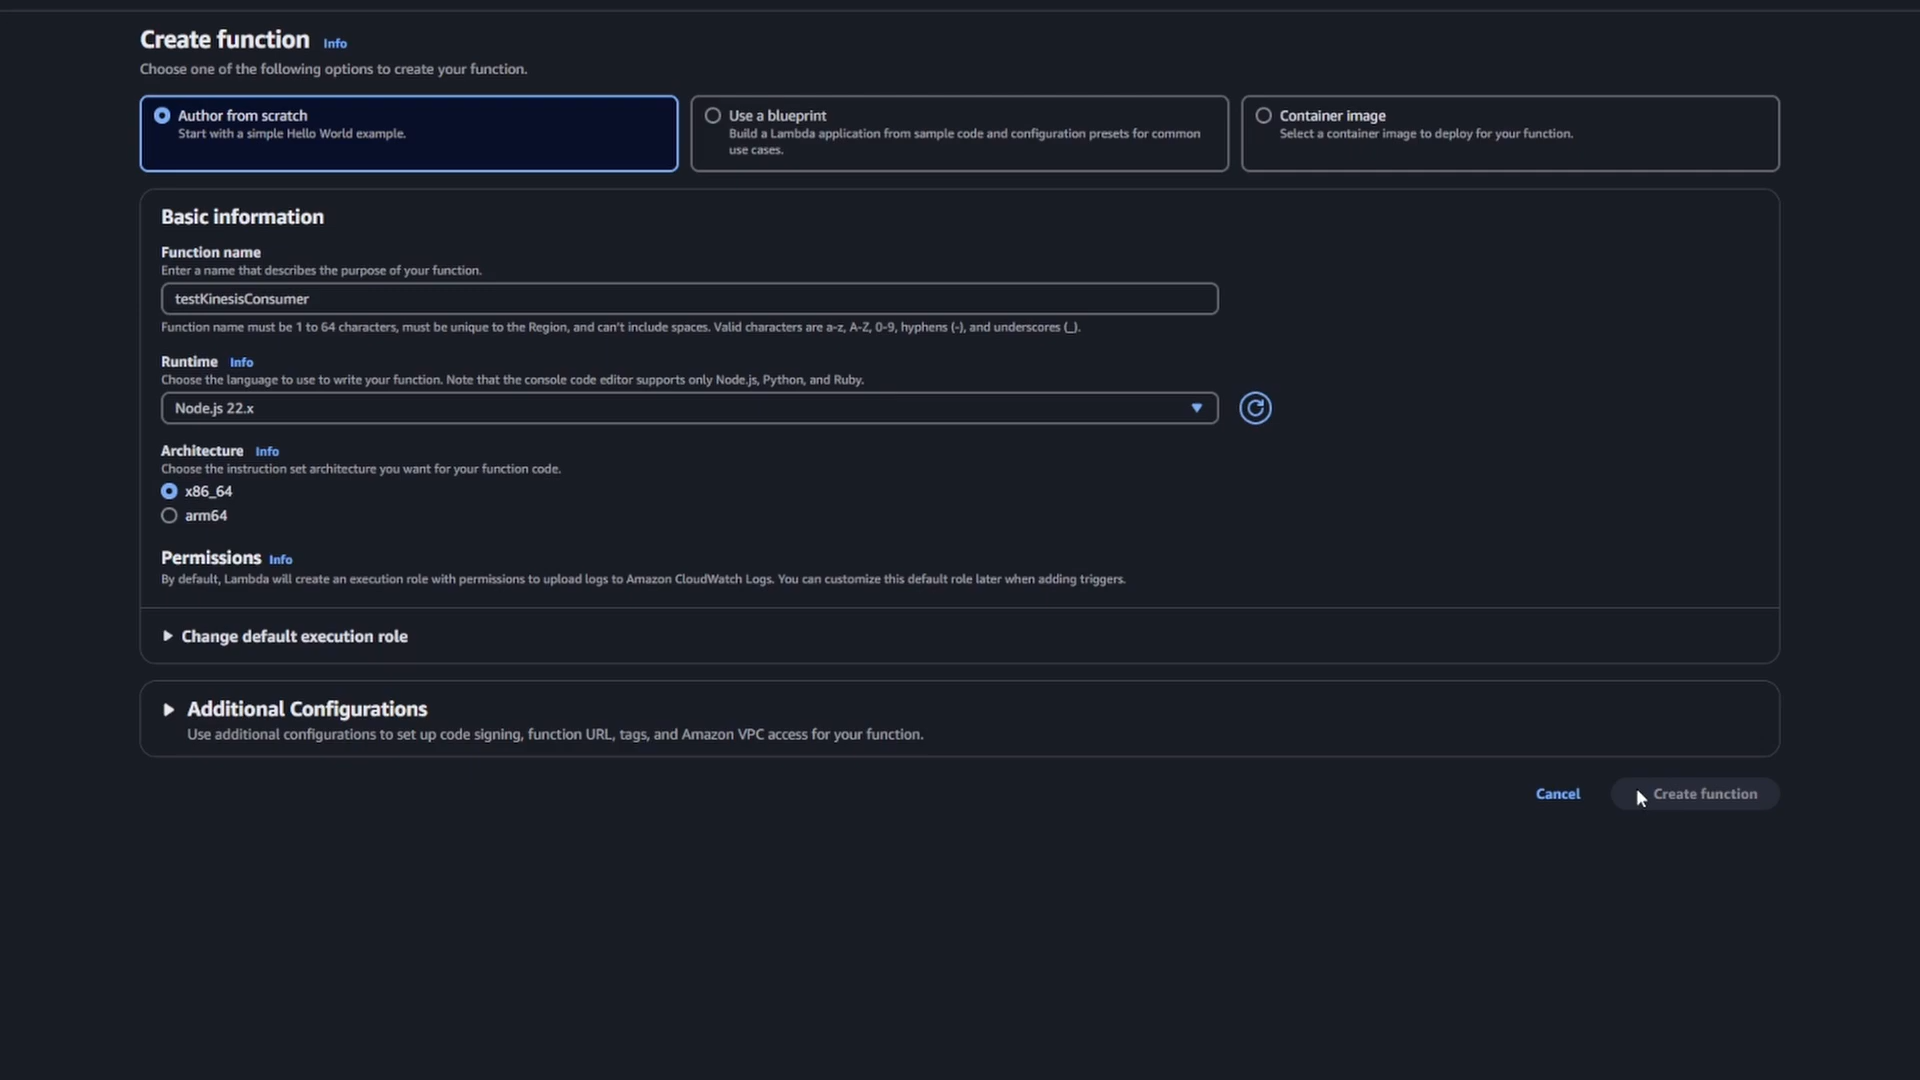 Create function Info
Choose one of the following options to create your function.
Author from scratch
Start with a simple Hello World example.
Use a blueprint
Build a Lambda application from sample code and configuration presets for common
use cases.
Container image
Select a container image to deploy for your function.
Basic information
Function name
Enter a name that describes the purpose of your function.
testKinesisConsumer
Function name must be 1 to 64 characters, must be unique to the Region, and can't include spaces. Valid characters are a-z, A-Z, 0-9, hyphens (-), and underscores (_).
Runtime Info
Choose the language to use to write your function. Note that the console code editor supports only Node.js, Python, and Ruby.
Node.js 22.x
Architecture Info
Choose the instruction set architecture you want for your function code.
x86_64
arm64
Permissions Info
By default, Lambda will create an execution role with permissions to upload logs to Amazon CloudWatch Logs. You can customize this default role later when adding triggers.
Change default execution role
Additional Configurations
Use additional configurations to set up code signing, function URL, tags, and Amazon VPC access for your function.
Cancel
Create function